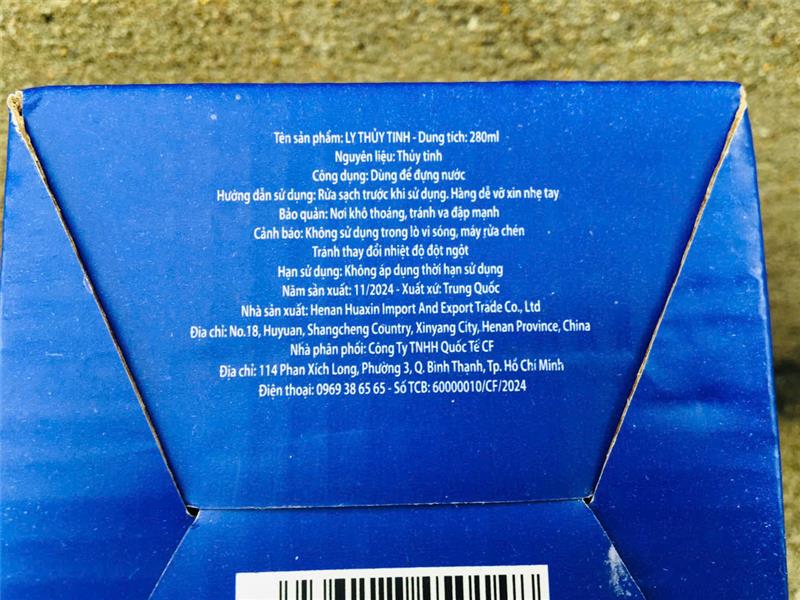 Tên sản phẩm: LY THỦY TINH - Dung tích: 280ml
Nguyên liệu: Thủy tinh
Công dụng: Dùng để đựng nước
Hướng dẫn sử dụng: Rửa sạch trước khi sử dụng. Hàng dễ vỡ xin nhẹ tay
Bảo quản: Nơi khô thoáng, tránh va đập mạnh
Cảnh báo: Không sử dụng trong lò vi sóng, máy rửa chén
Tránh thay đổi nhiệt độ đột ngột
Hạn sử dụng: Không áp dụng thời hạn sử dụng
Năm sản xuất: 11/2024 - Xuất xứ: Trung Quốc
Nhà sản xuất: Henan Huaxin Import And Export Trade Co., Ltd
Địa chỉ: No.18, Huyuan, Shangcheng Country, Xinyang City, Henan Province, China
Nhà phân phối: Công Ty TNHH Quốc Tế CF
Địa chỉ: 114 Phan Xích Long, Phường 3, Q. Bình Thạnh, Tp. Hồ Chí Minh
Điện thoại: 0969 38 65 65 - Số TCB: 60000010/CF/2024